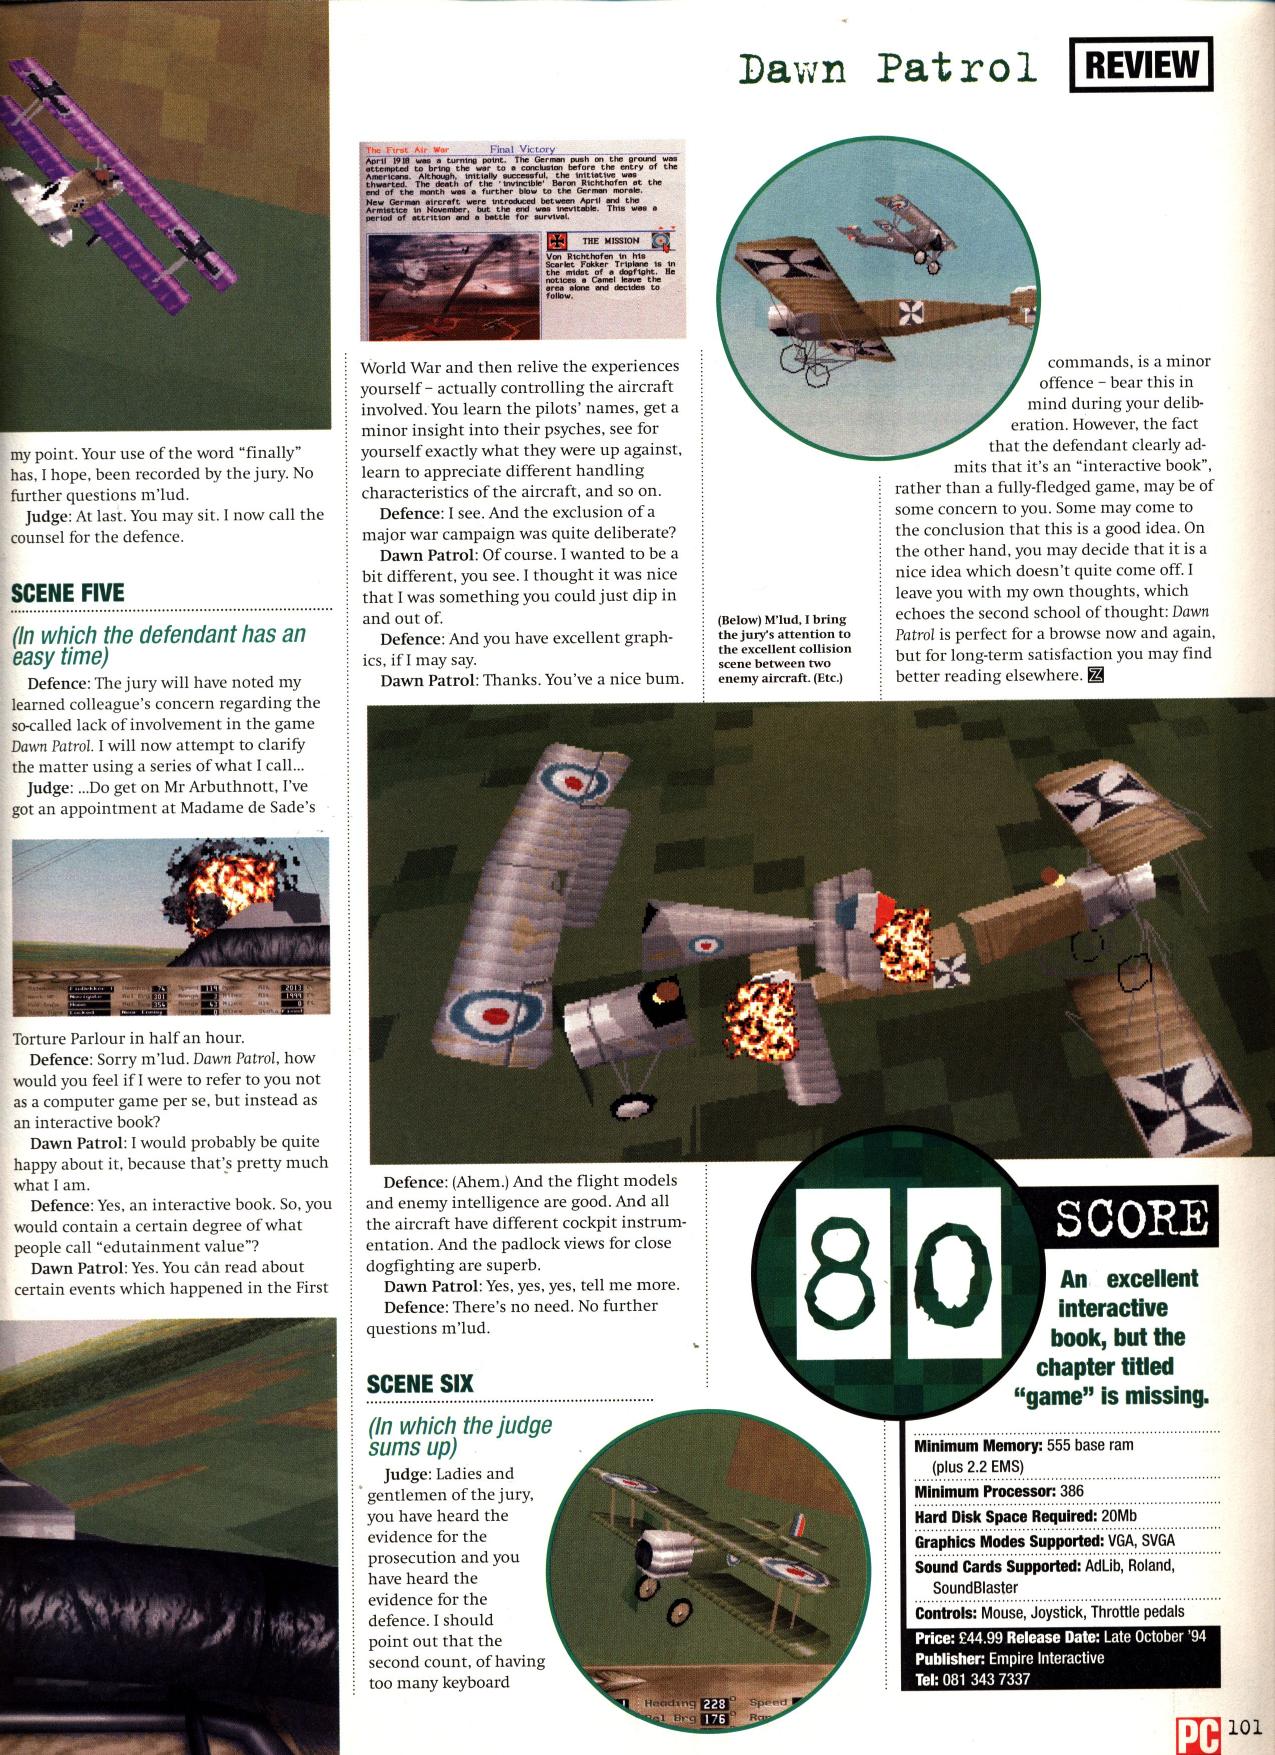 Dawn Patrol
REVIEW
my point. Your use of the word “finally”
has, I hope, been recorded by the jury. No
further questions m’lud.
Judge: At last. You may sit. I now call the
counsel for the defence.
SCENE FIVE
(In which the defendant has an
easy time)
Defence: The jury will have noted my
learned colleague’s concern regarding the
so-called lack of involvement in the game
Dawn Patrol. I will now attempt to clarify
the matter using a series of what I call...
Judge: ...Do get on Mr Arbuthnott, I’ve
got an appointment at Madame de Sade’s
Torture Parlour in half an hour.
Defence: Sorry m’lud. Dawn Patrol, how
would you feel if I were to refer to you not
as a computer game per se, but instead as
an interactive book?
Dawn Patrol: I would probably be quite
happy about it, because that’s pretty much
what I am.
Defence: Yes, an interactive book. So, you
would contain a certain degree of what
people call “edutainment value”?
Dawn Patrol: Yes. You can read about
certain events which happened in the First
The First Air War Final Victory
April 1918 was a turning point. The German push on the ground was
attempted to bring the war to a conclusion before the entry of the
Americans. Although, initially successful, the initiative was
thwarted. The death of the 'invincible' Baron Richthofen at the
end of the month was a further blow to the German morale.
New German aircraft were introduced between April and the
Armistice in November, but the end was inevitable. This was a
period of attrition and a battle for survival.
THE MISSION
Von Richthofen in his
Scarlet Fokker Triplane is in
the midst of a dogfight. He
notices a Camel leave the
area alone and decides to
follow.
World War and then relive the experiences
yourself – actually controlling the aircraft
involved. You learn the pilots’ names, get a
minor insight into their psyches, see for
yourself exactly what they were up against,
learn to appreciate different handling
characteristics of the aircraft, and so on.
Defence: I see. And the exclusion of a
major war campaign was quite deliberate?
Dawn Patrol: Of course. I wanted to be a
bit different, you see. I thought it was nice
that I was something you could just dip in
and out of.
Defence: And you have excellent graph-
ics, if I may say.
Dawn Patrol: Thanks. You’ve a nice bum.
Defence: (Ahem.) And the flight models
and enemy intelligence are good. And all
the aircraft have different cockpit instrum-
entation. And the padlock views for close
dogfighting are superb.
Dawn Patrol: Yes, yes, yes, tell me more.
Defence: There’s no need. No further
questions m’lud.
SCENE SIX
(In which the judge
sums up)
Judge: Ladies and
gentlemen of the jury,
you have heard the
evidence for the
prosecution and you
have heard the
evidence for the
defence. I should
point out that the
second count, of having
too many keyboard
Heading 228° Speed
Rel Brg 176°
(Below) M’lud, I bring
the jury’s attention to
the excellent collision
scene between two
enemy aircraft. (Etc.)
commands, is a minor
offence – bear this in
mind during your delib-
eration. However, the fact
that the defendant clearly ad-
mits that it’s an “interactive book”,
rather than a fully-fledged game, may be of
some concern to you. Some may come to
the conclusion that this is a good idea. On
the other hand, you may decide that it is a
nice idea which doesn’t quite come off. I
leave you with my own thoughts, which
echoes the second school of thought: Dawn
Patrol is perfect for a browse now and again,
but for long-term satisfaction you may find
better reading elsewhere. Z
80
SCORE
An excellent
interactive
book, but the
chapter titled
“game” is missing.
Minimum Memory: 555 base ram
(plus 2.2 EMS)
Minimum Processor: 386
Hard Disk Space Required: 20Mb
Graphics Modes Supported: VGA, SVGA
Sound Cards Supported: AdLib, Roland,
SoundBlaster
Controls: Mouse, Joystick, Throttle pedals
Price: £44.99 Release Date: Late October ’94
Publisher: Empire Interactive
Tel: 081 343 7337
PC 101